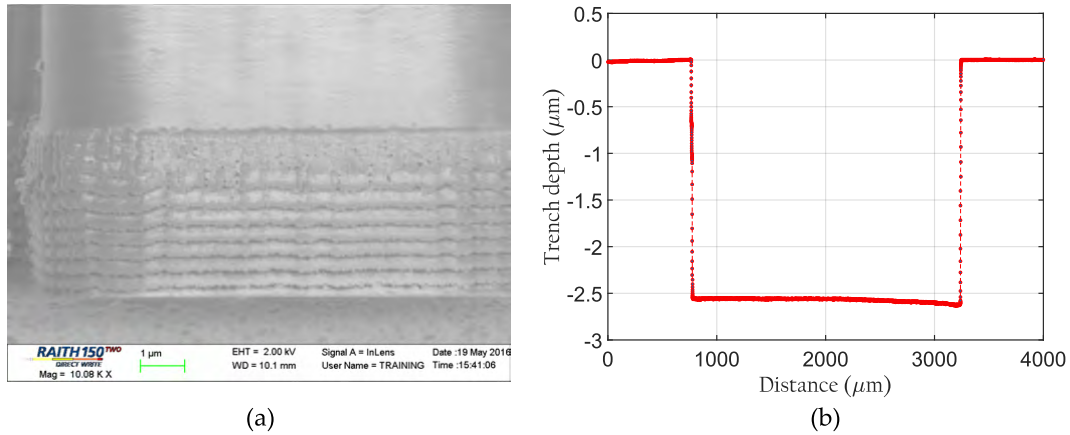 RAITH150 TWO
DIRECT WRITE
Mag = 10.08 K X
1 µm
EHT = 2.00 kV
WD = 10.1 mm
Signal A = InLens
User Name = TRAINING
Date :19 May 2016
Time :15:41:06
(a)
0.5
0
-0.5
-1
-1.5
-2
-2.5
-3
Trench depth (µm)
0
1000
2000
3000
4000
Distance (µm)
(b)